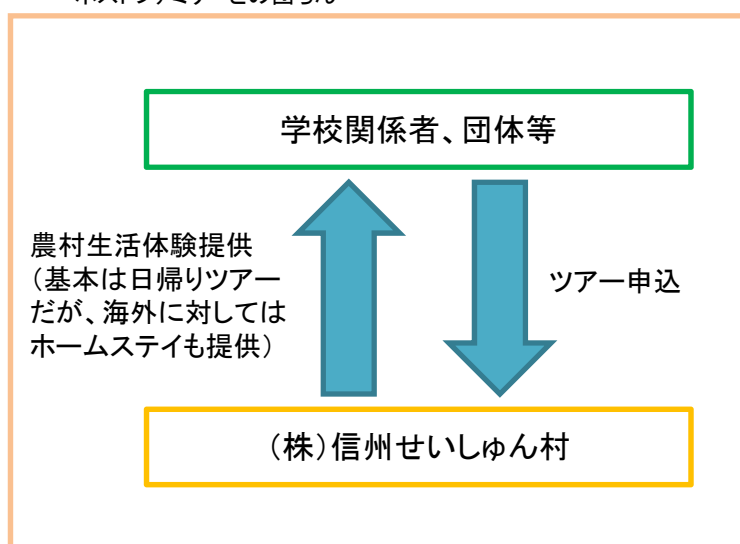 学校関係者、団体等
農村生活体験提供
（基本は日帰りツアー
だが、海外に対しては
ホームステイも提供）
ツアー申込
（株）信州せいしゅん村